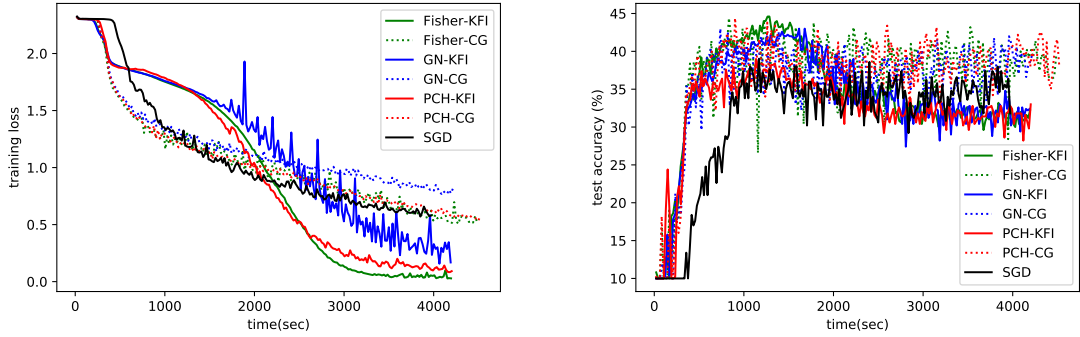 training loss
2.0
1.5
1.0
0.5
0.0
0
1000
2000
3000
4000
time(sec)
Fisher-KFI
Fisher-CG
GN-KFI
GN-CG
PCH-KFI
PCH-CG
SGD
test accuracy (%)
45
40
35
30
25
20
15
10
0
1000
2000
3000
4000
time(sec)
Fisher-KFI
Fisher-CG
GN-KFI
GN-CG
PCH-KFI
PCH-CG
SGD